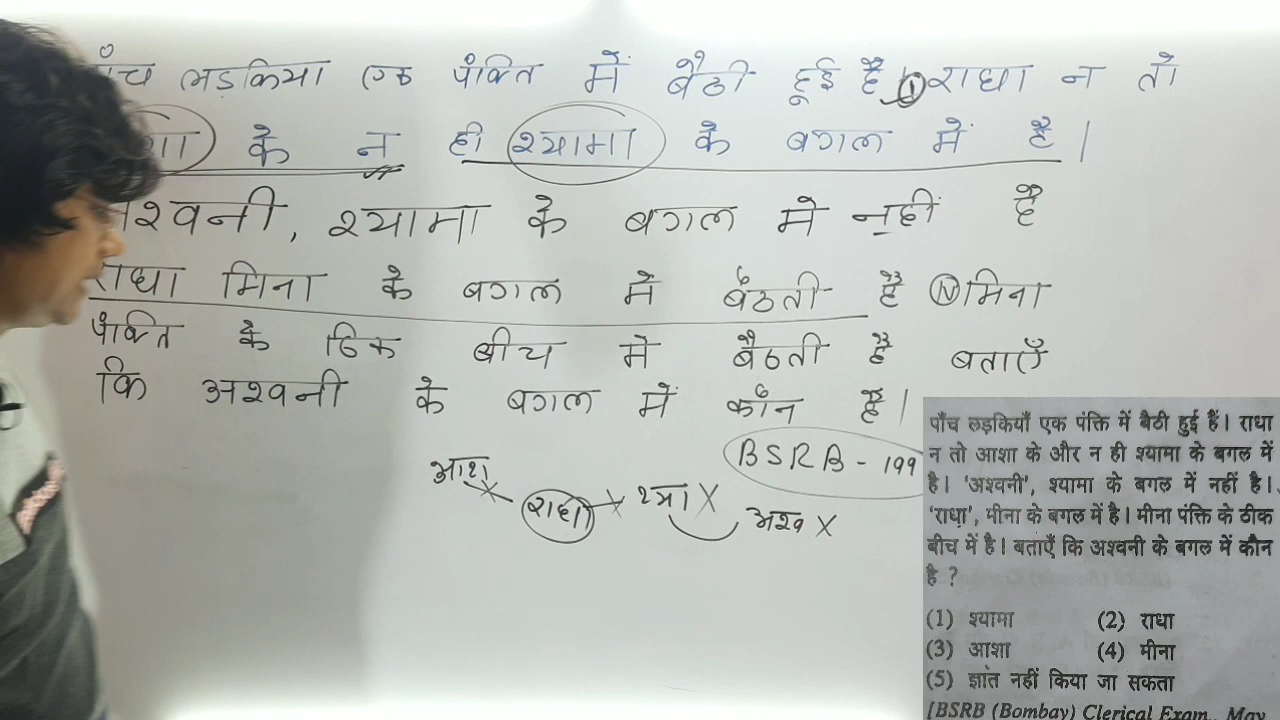 लड़किया एक पंक्ति में बैठी हुई है। ① राधा न तो
के न ही श्यामा के बगल में है।
श्यामा के बगल मे नहीं है
राधा मिना के बगल में बैठती है Ⓘⓥ मिना
पंक्ति के ठिक बीच में बैठती है बताएँ
कि अश्वनी के बगल में कौन है।
BSRB - 199
आशा × राधा × श्या × अश्व ×
पाँच लड़कियाँ एक पंक्ति में बैठी हुई हैं। राधा
न तो आशा के और न ही श्यामा के बगल में
है। 'अश्वनी', श्यामा के बगल में नहीं है।
'राधा', मीना के बगल में है। मीना पंक्ति के ठीक
बीच में है। बताएँ कि अश्वनी के बगल में कौन
है ?
(1) श्यामा (2) राधा
(3) आशा (4) मीना
(5) ज्ञात नहीं किया जा सकता
[BSRB (Bombay) Clerical Exam, May